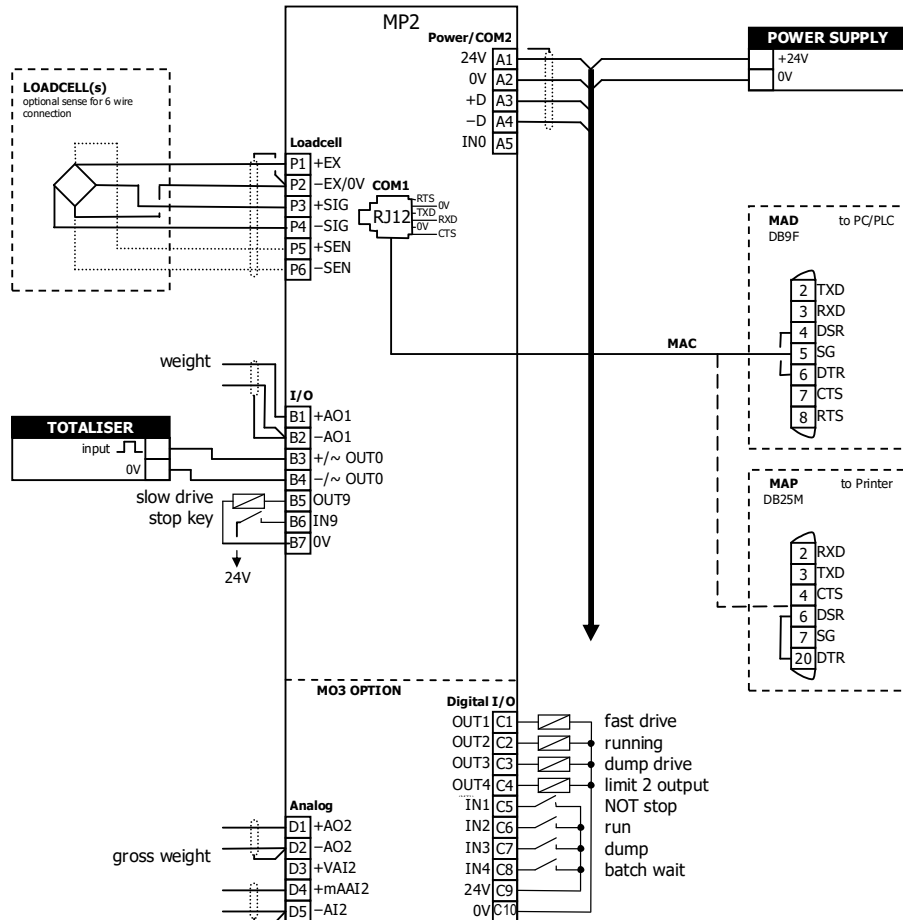 MP2
Power/COM2
24V A1
0V A2
+D A3
−D A4
IN0 A5
POWER SUPPLY
+24V
0V
LOADCELL(s)
optional sense for 6 wire
connection
Loadcell
P1 +EX
P2 −EX/0V
P3 +SIG
P4 −SIG
P5 +SEN
P6 −SEN
COM1
RJ12
RTS
0V
TXD
RXD
0V
CTS
MAD to PC/PLC
DB9F
2 TXD
3 RXD
4 DSR
5 SG
6 DTR
7 CTS
8 RTS
MAC
weight
I/O
B1 +AO1
B2 −AO1
B3 +/~ OUT0
B4 −/~ OUT0
B5 OUT9
B6 IN9
B7 0V
TOTALISER
input
0V
slow drive
stop key
24V
MAP to Printer
DB25M
2 RXD
3 TXD
4 CTS
6 DSR
7 SG
20 DTR
MO3 OPTION
Digital I/O
OUT1 C1 fast drive
OUT2 C2 running
OUT3 C3 dump drive
OUT4 C4 limit 2 output
IN1 C5 NOT stop
IN2 C6 run
IN3 C7 dump
IN4 C8 batch wait
24V C9
0V C10
Analog
D1 +AO2
D2 −AO2
D3 +VAI2
D4 +mAAI2
D5 −AI2
gross weight